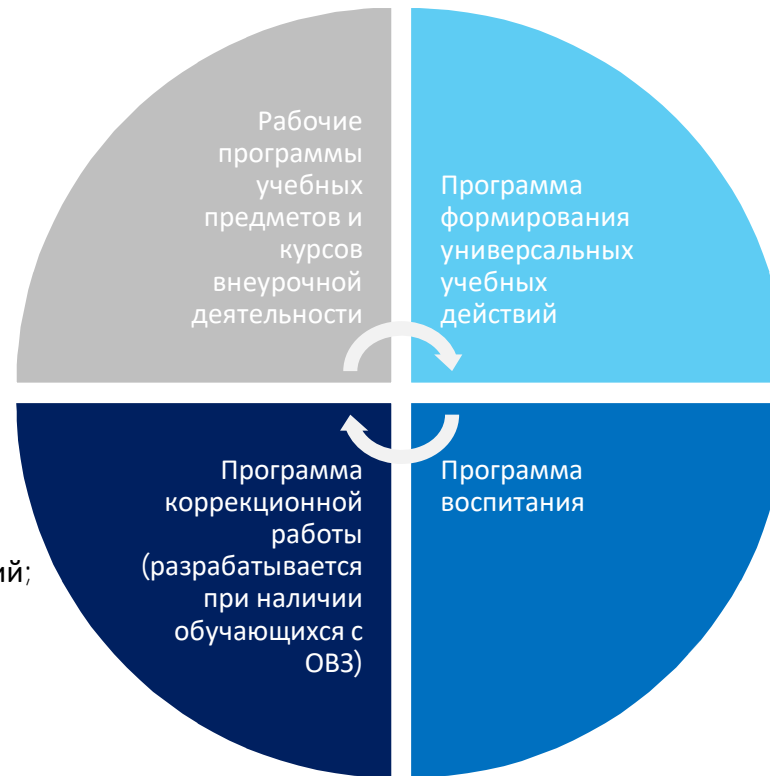 Рабочие
программы
учебных
предметов и
курсов
внеурочной
деятельности
Программа
формирования
универсальных
учебных
действий
Программа
коррекционной
работы
(разрабатывается
при наличии
обучающихся с
ОВЗ)
Программа
воспитания
ий;